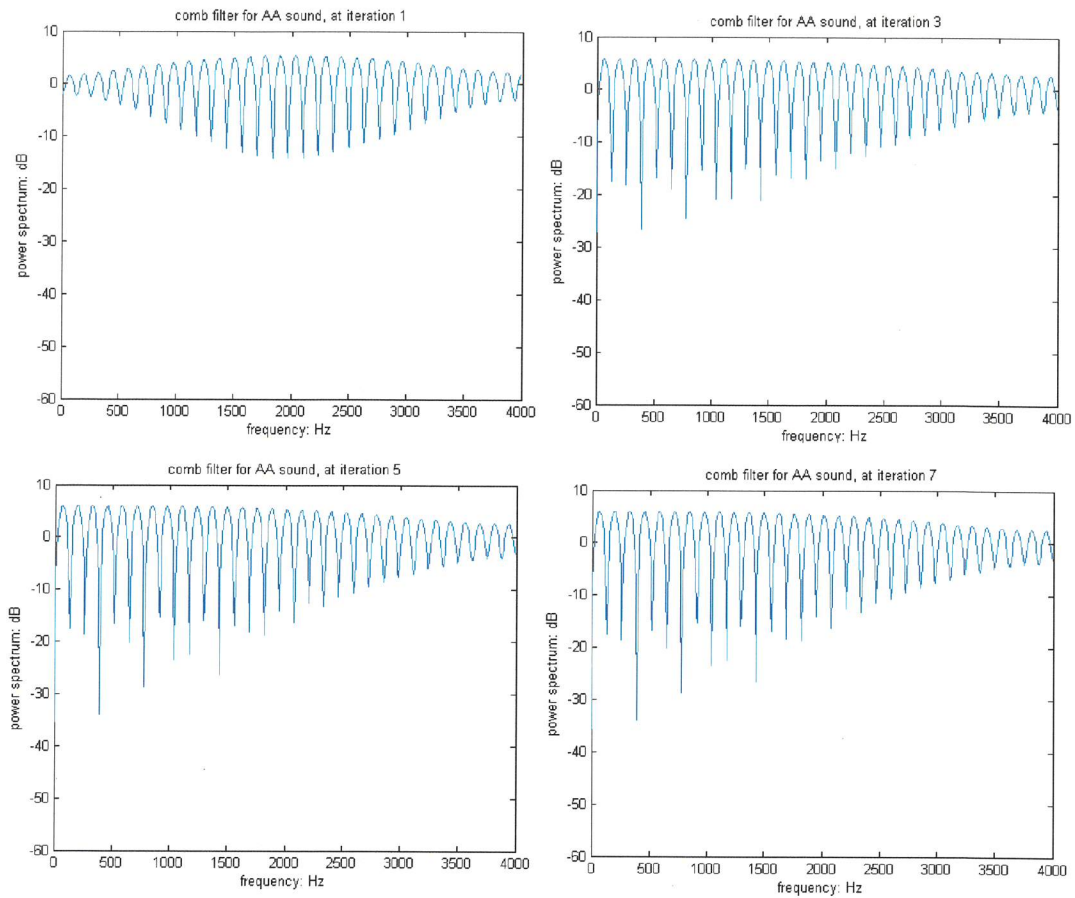 comb filter for AA sound, at iteration 1
10
0
-10
-20
-30
-40
-50
-60
power spectrum: dB
0 500 1000 1500 2000 2500 3000 3500 4000
frequency: Hz
comb filter for AA sound, at iteration 3
10
0
-10
-20
-30
-40
-50
-60
power spectrum: dB
0 500 1000 1500 2000 2500 3000 3500 4000
frequency: Hz
comb filter for AA sound, at iteration 5
10
0
-10
-20
-30
-40
-50
-60
power spectrum: dB
0 500 1000 1500 2000 2500 3000 3500 4000
frequency: Hz
comb filter for AA sound, at iteration 7
10
0
-10
-20
-30
-40
-50
-60
power spectrum: dB
0 500 1000 1500 2000 2500 3000 3500 4000
frequency: Hz